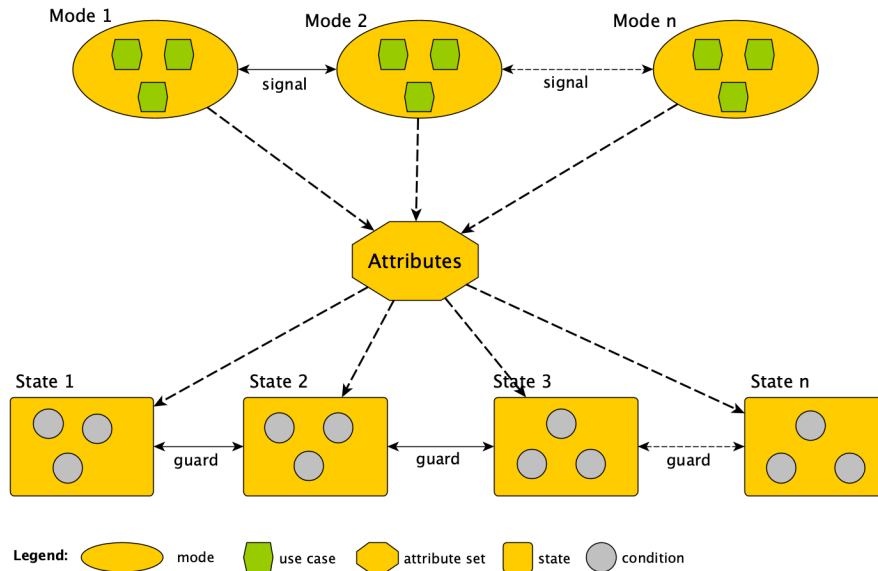 Mode 1
Mode 2
Mode n
signal
signal
Attributes
State 1
State 2
State 3
State n
guard
guard
guard
Legend:
mode
use case
attribute set
state
condition